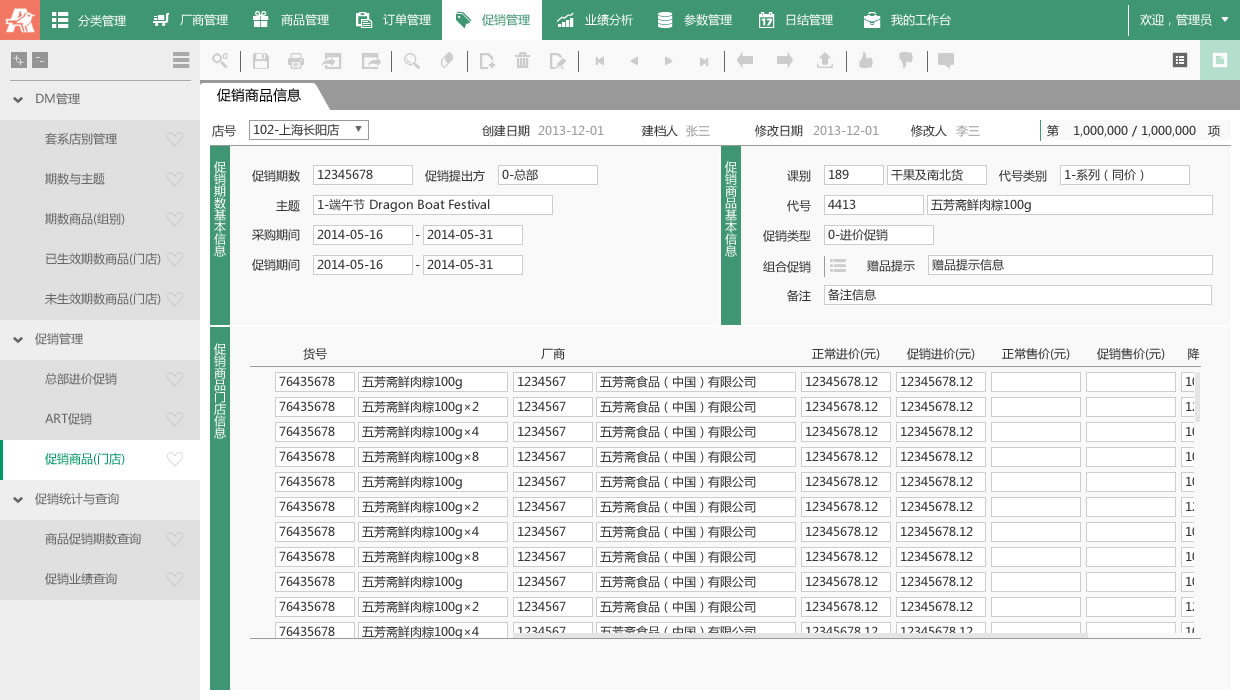 分类管理 厂商管理 商品管理 订单管理 促销管理 业绩分析 参数管理 日结管理 我的工作台 欢迎，管理员
DM管理
套系店别管理
期数与主题
期数商品(组别)
已生效期数商品(门店)
未生效期数商品(门店)
促销管理
总部进价促销
ART促销
促销商品(门店)
促销统计与查询
商品促销期数查询
促销业绩查询
促销商品信息
店号 102-上海长阳店 创建日期 2013-12-01 建档人 张三 修改日期 2013-12-01 修改人 李三 第 1,000,000 / 1,000,000 项
促销期数基本信息
促销期数 12345678 促销提出方 0-总部
主题 1-端午节 Dragon Boat Festival
采购期间 2014-05-16 - 2014-05-31
促销期间 2014-05-16 - 2014-05-31
促销商品基本信息
课别 189 干果及南北货 代号类别 1-系列（同价）
代号 4413 五芳斋鲜肉粽100g
促销类型 0-进价促销
组合促销 赠品提示 赠品提示信息
备注 备注信息
促销商品门店信息
货号 厂商 正常进价(元) 促销进价(元) 正常售价(元) 促销售价(元) 降
76435678 五芳斋鲜肉粽100g 1234567 五芳斋食品（中国）有限公司 12345678.12 12345678.12 10
76435678 五芳斋鲜肉粽100g×2 1234567 五芳斋食品（中国）有限公司 12345678.12 12345678.12 12
76435678 五芳斋鲜肉粽100g×4 1234567 五芳斋食品（中国）有限公司 12345678.12 12345678.12 10
76435678 五芳斋鲜肉粽100g×8 1234567 五芳斋食品（中国）有限公司 12345678.12 12345678.12 10
76435678 五芳斋鲜肉粽100g 1234567 五芳斋食品（中国）有限公司 12345678.12 12345678.12 10
76435678 五芳斋鲜肉粽100g×2 1234567 五芳斋食品（中国）有限公司 12345678.12 12345678.12 12
76435678 五芳斋鲜肉粽100g×4 1234567 五芳斋食品（中国）有限公司 12345678.12 12345678.12 10
76435678 五芳斋鲜肉粽100g×8 1234567 五芳斋食品（中国）有限公司 12345678.12 12345678.12 10
76435678 五芳斋鲜肉粽100g 1234567 五芳斋食品（中国）有限公司 12345678.12 12345678.12 10
76435678 五芳斋鲜肉粽100g×2 1234567 五芳斋食品（中国）有限公司 12345678.12 12345678.12 12
76435678 五芳斋鲜肉粽100g×4 1234567 五芳斋食品（中国）有限公司 12345678.12 12345678.12 10